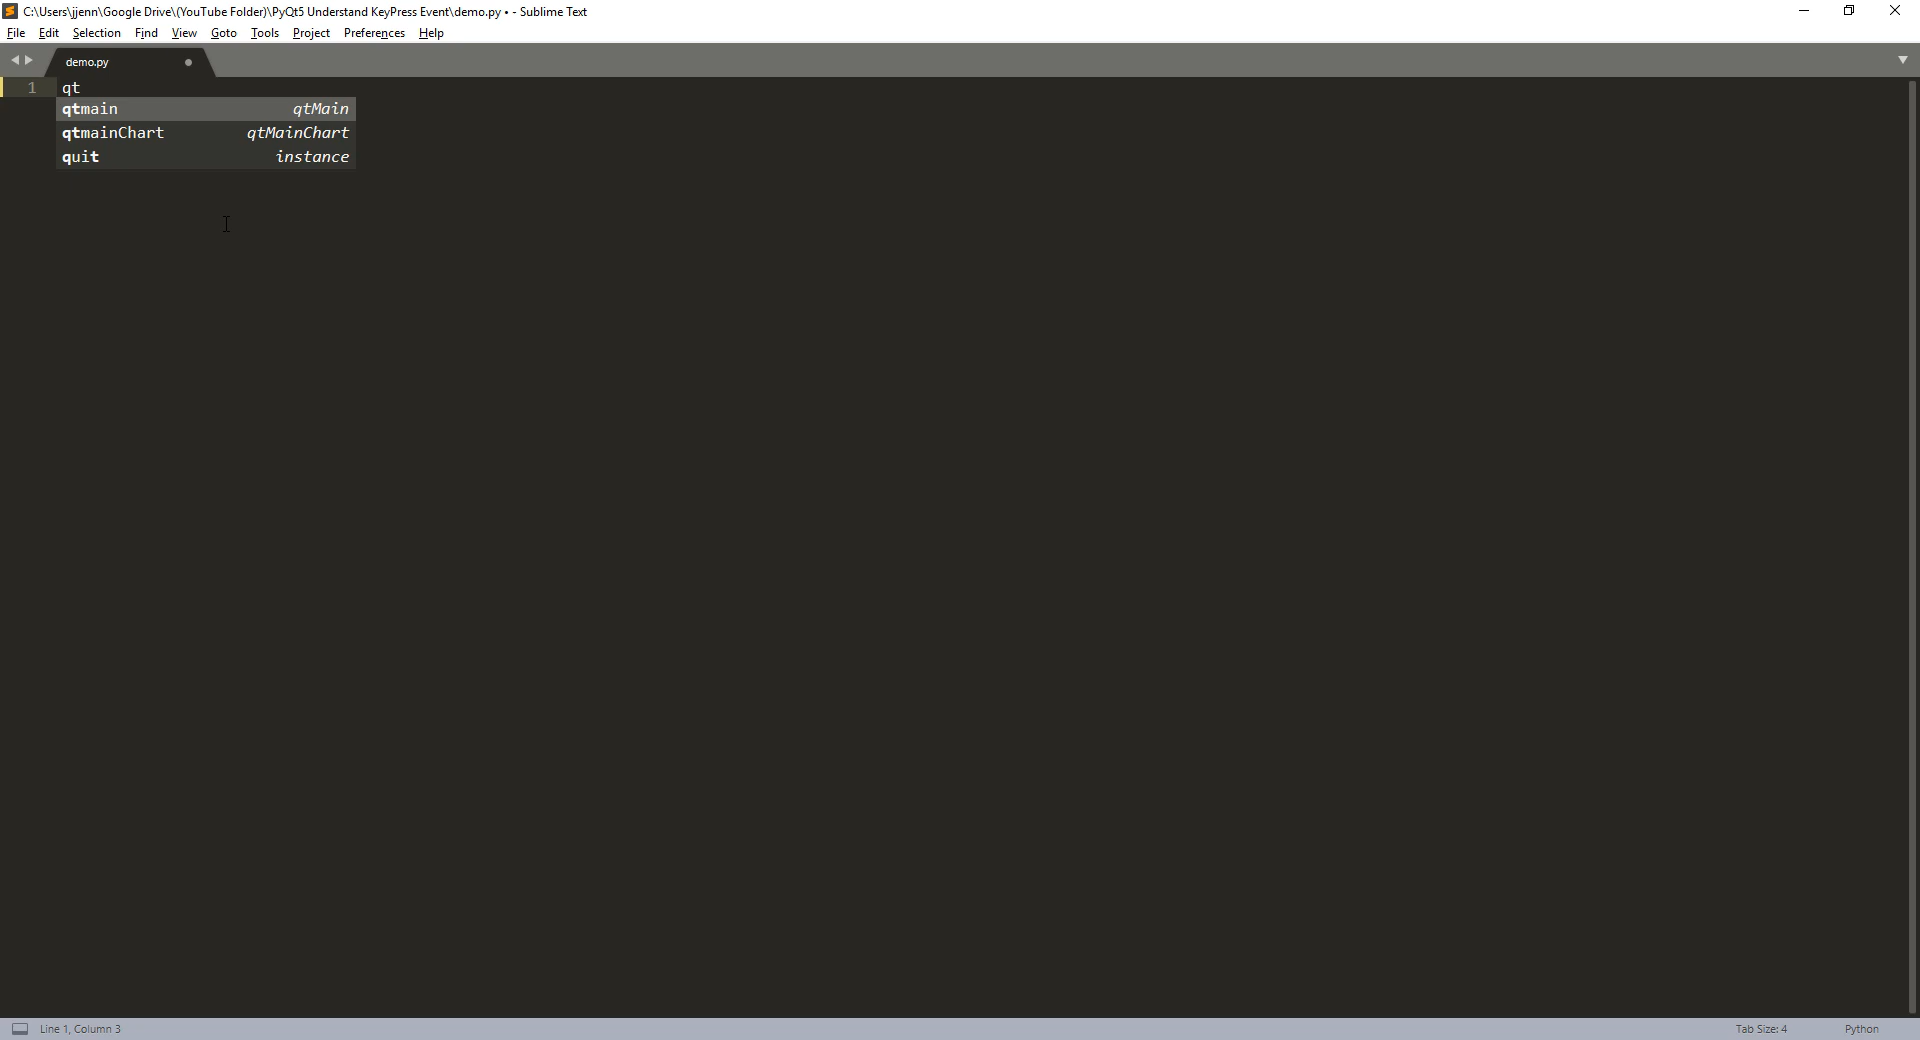 C:\Users\jjenn\Google Drive\(YouTube Folder)\PyQt5 Understand KeyPress Event\demo.py • - Sublime Text
File Edit Selection Find View Goto Tools Project Preferences Help
demo.py
1 qt
qtmain qtMain
qtmainChart qtMainChart
quit instance
Line 1, Column 3 Tab Size: 4 Python